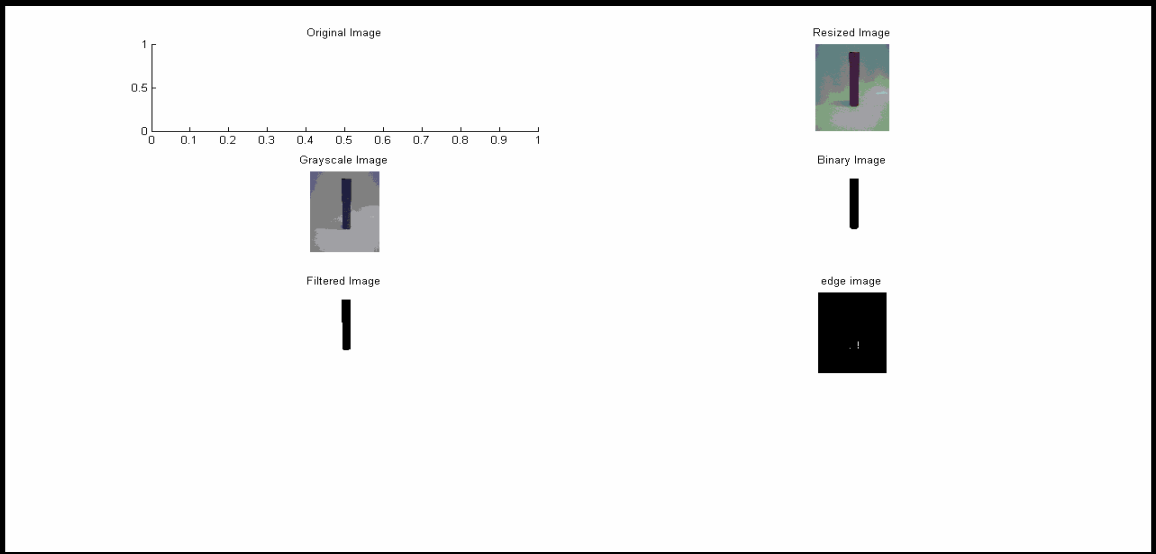 Original Image
Resized Image
1
0.5
0
0 0.1 0.2 0.3 0.4 0.5 0.6 0.7 0.8 0.9 1
Grayscale Image
Binary Image
Filtered Image
edge image